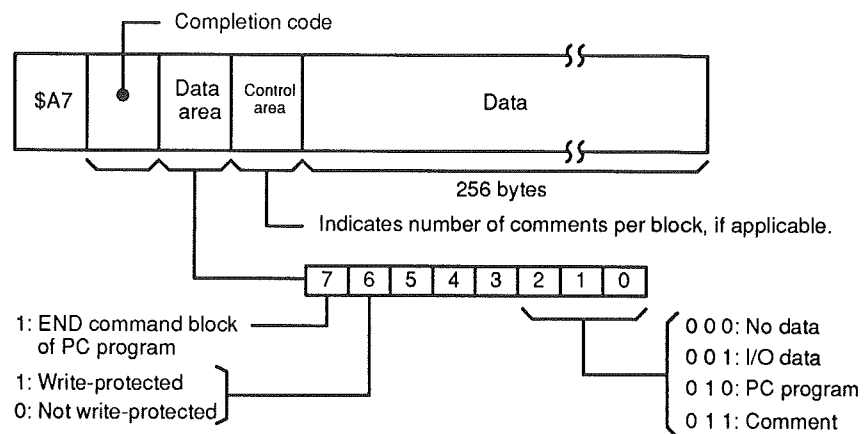 Completion code
$A7
Data
area
Control
area
Data
256 bytes
Indicates number of comments per block, if applicable.
7 6 5 4 3 2 1 0
1: END command block
of PC program
1: Write-protected
0: Not write-protected
0 0 0: No data
0 0 1: I/O data
0 1 0: PC program
0 1 1: Comment